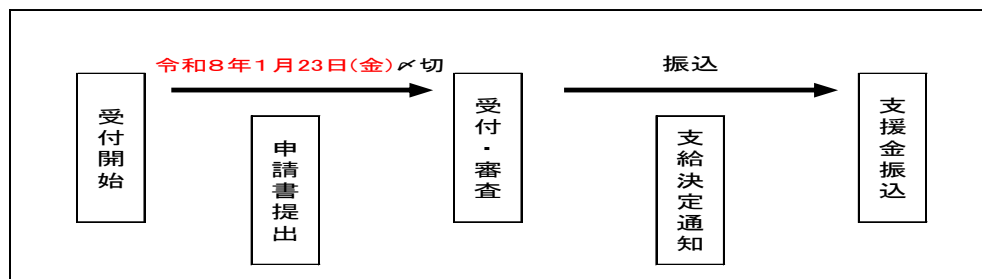 令和８年１月23日(金)〆切
振込
受付開始
申請書提出
受付・審査
支給決定通知
支援金振込